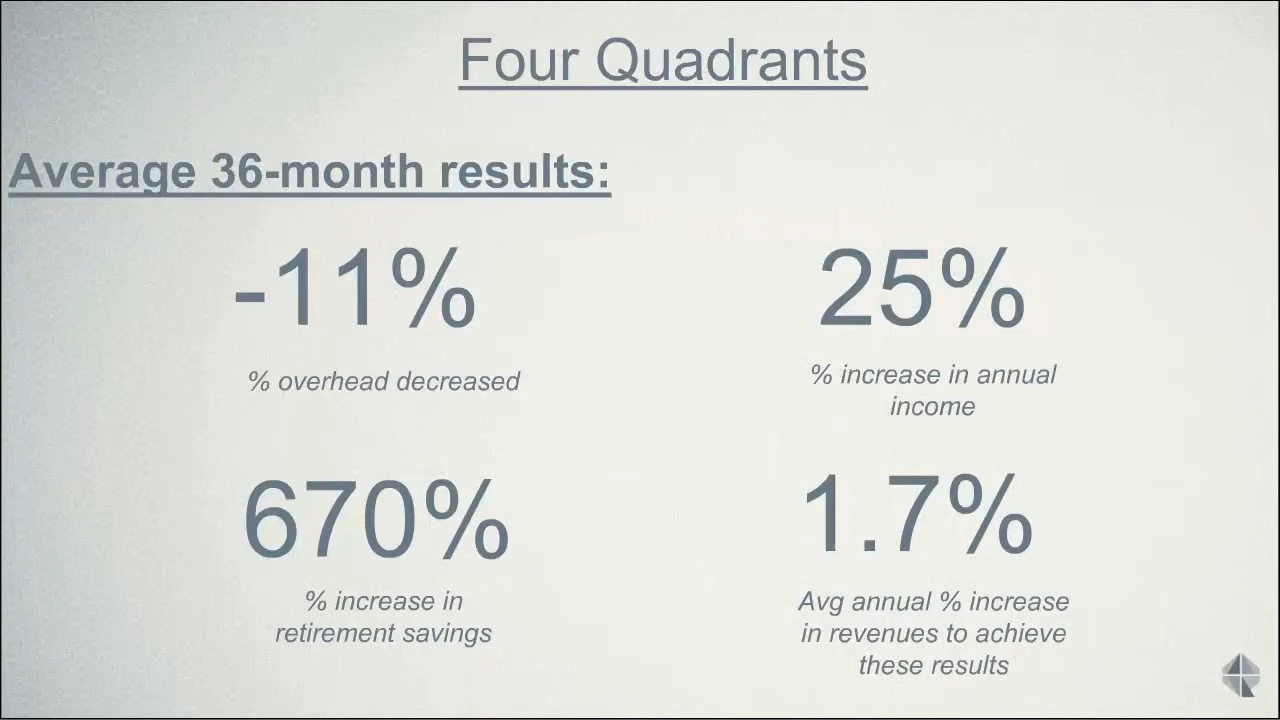 Four Quadrants
Average 36-month results:
-11%
% overhead decreased
25%
% increase in annual
income
670%
% increase in
retirement savings
1.7%
Avg annual % increase
in revenues to achieve
these results